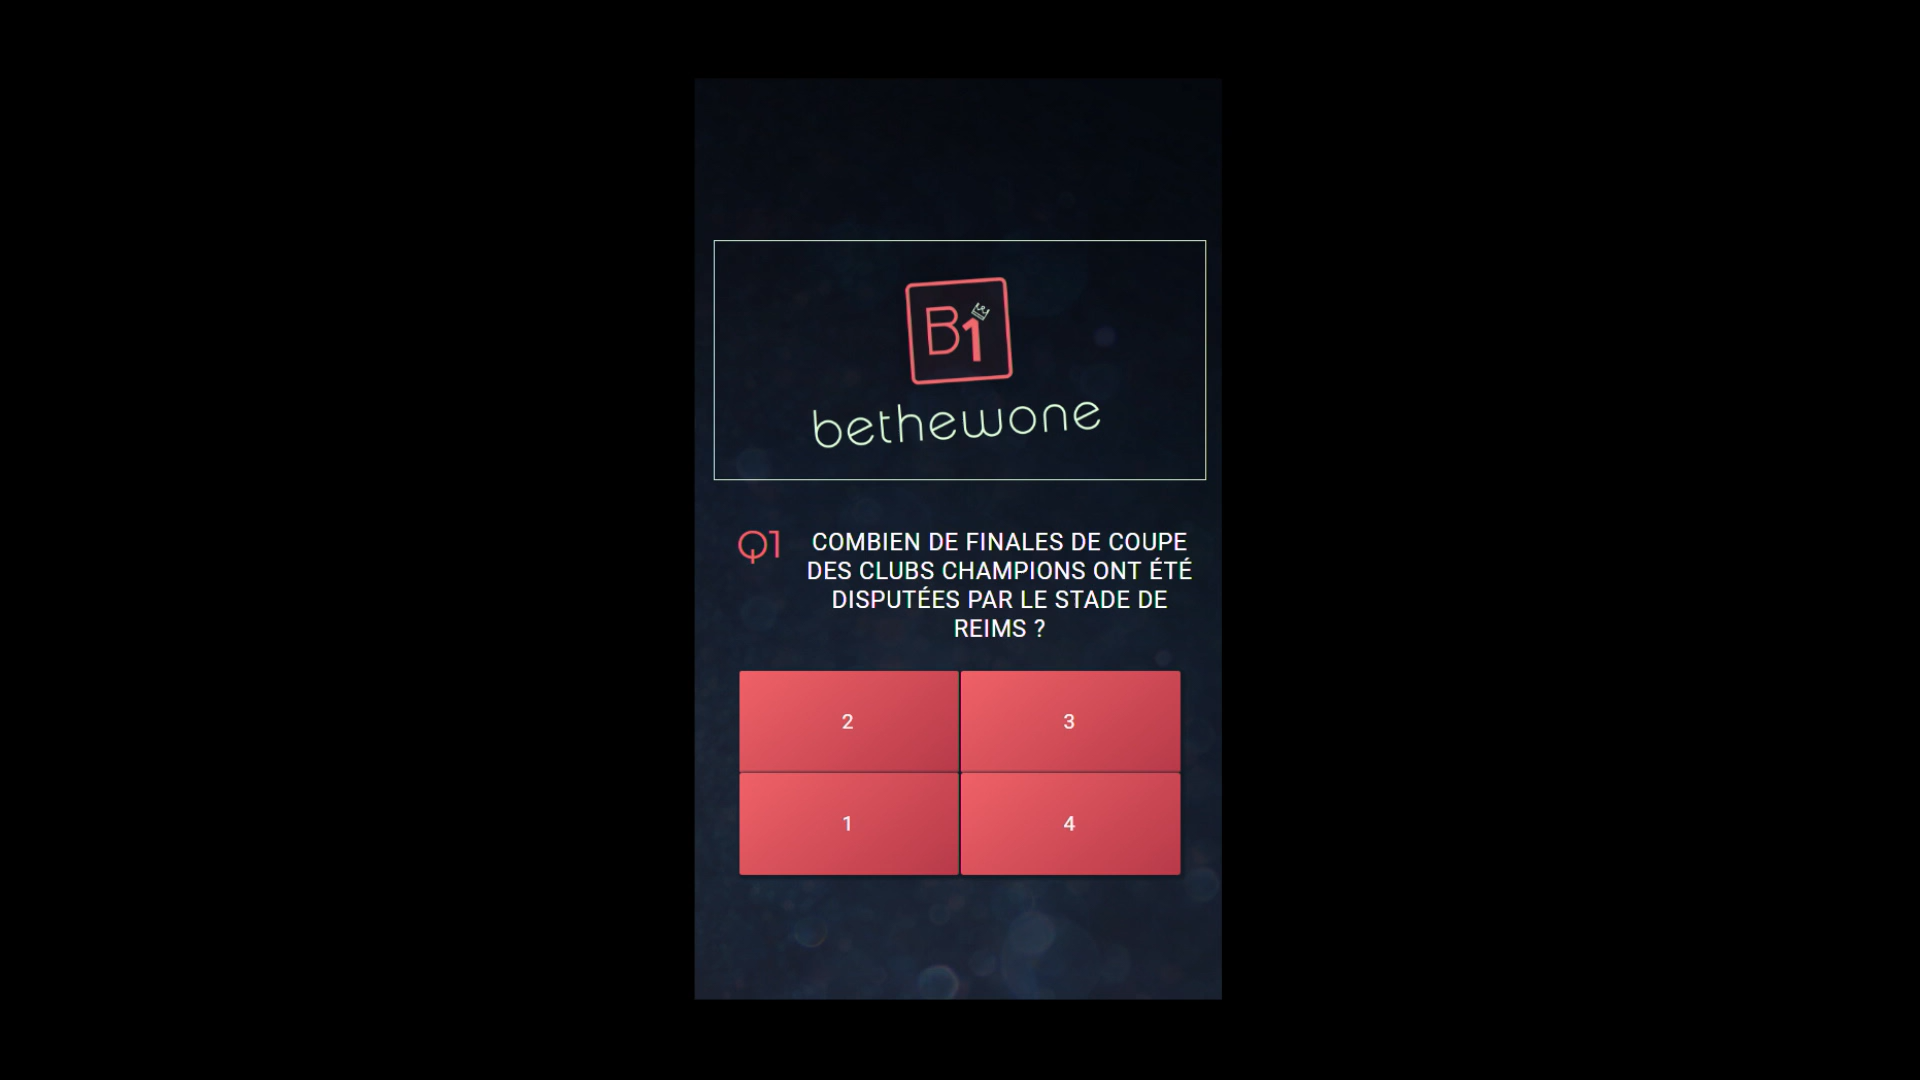 B1
bethewone
Q1
COMBIEN DE FINALES DE COUPE
DES CLUBS CHAMPIONS ONT ÉTÉ
DISPUTÉES PAR LE STADE DE
REIMS ?
2
3
1
4